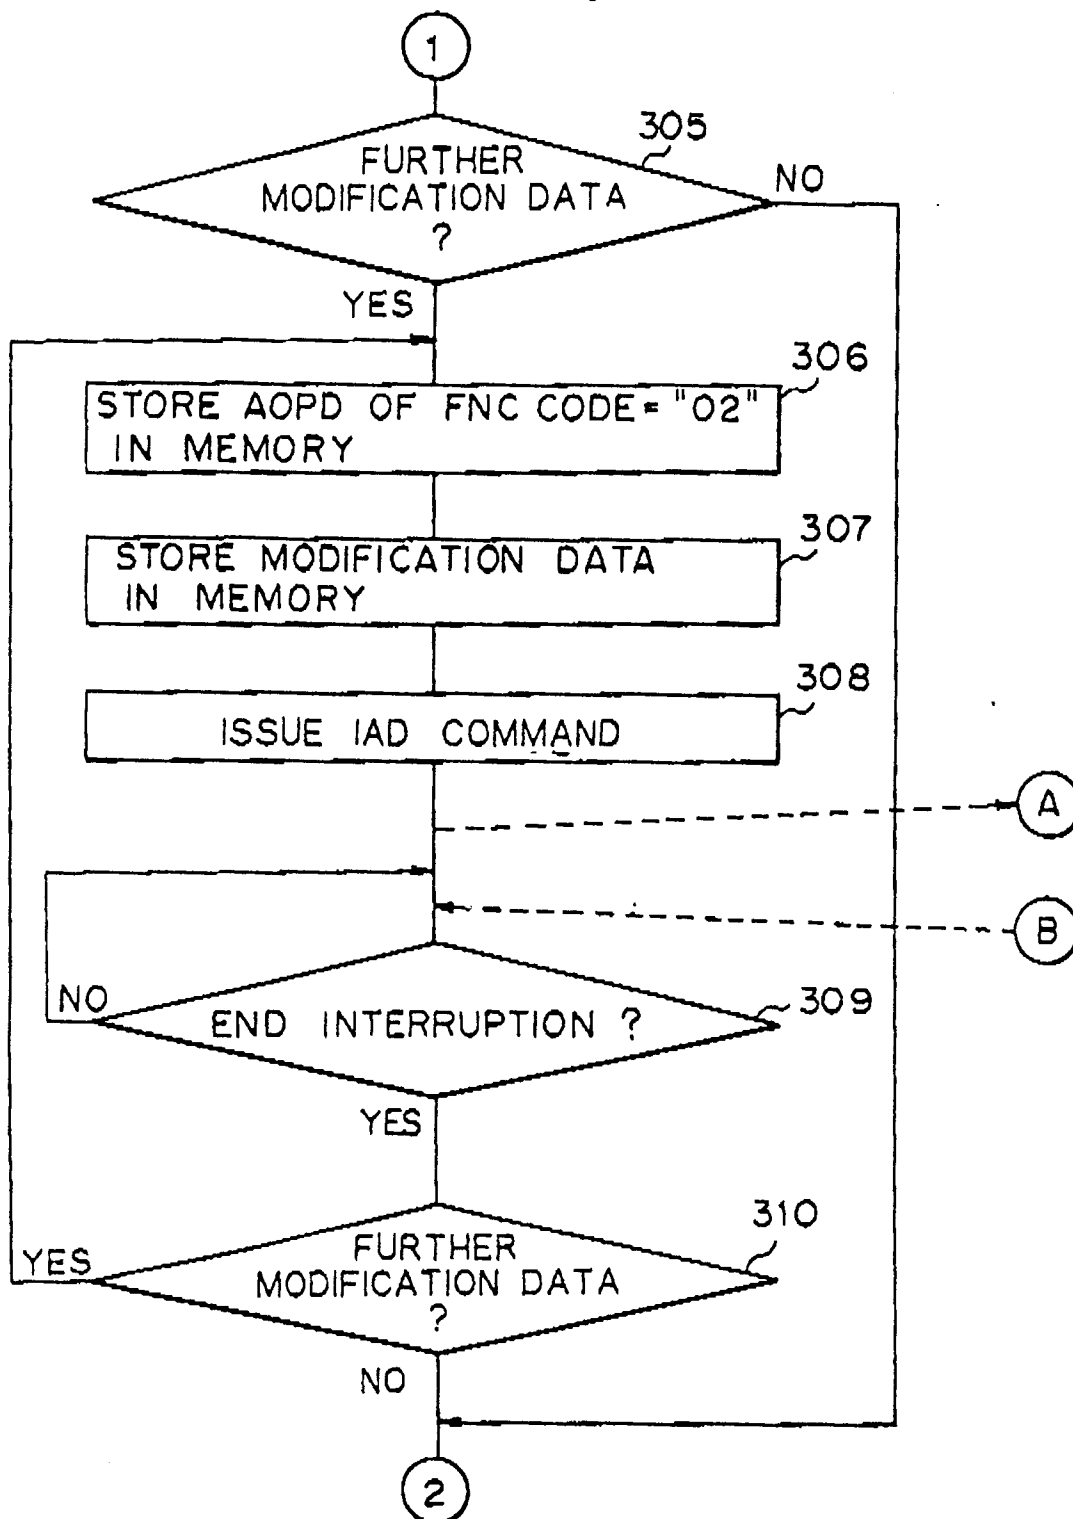 1
305
FURTHER
MODIFICATION DATA
?
NO
YES
306
STORE AOPD OF FNC CODE = "02"
IN MEMORY
307
STORE MODIFICATION DATA
IN MEMORY
308
ISSUE IAD COMMAND
A
B
NO
END INTERRUPTION ?
309
YES
310
YES
FURTHER
MODIFICATION DATA
?
NO
2